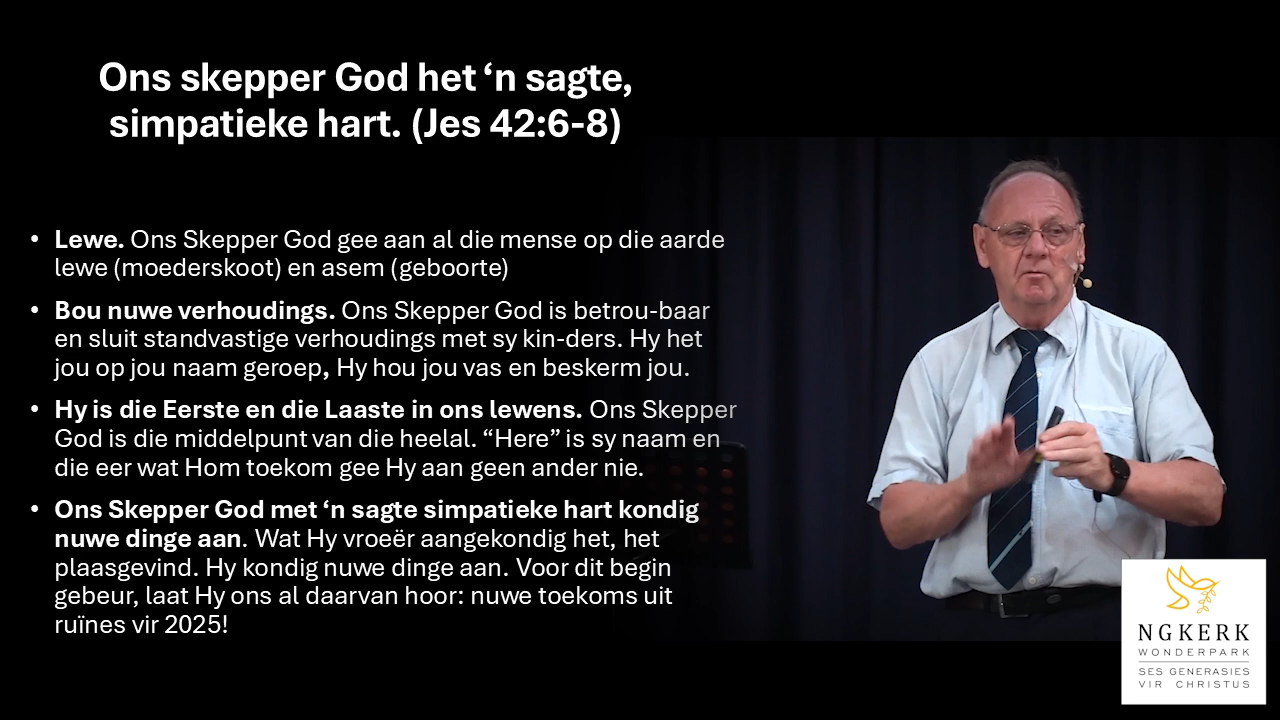 Ons skepper God het ‘n sagte,
simpatieke hart. (Jes 42:6-8)
• Lewe. Ons Skepper God gee aan al die mense op die aarde
lewe (moederskoot) en asem (geboorte)
• Bou nuwe verhoudings. Ons Skepper God is betrou-baar
en sluit standvastige verhoudings met sy kin-ders. Hy het
jou op jou naam geroep, Hy hou jou vas en beskerm jou.
• Hy is die Eerste en die Laaste in ons lewens. Ons Skepper
God is die middelpunt van die heelal. “Here” is sy naam en
die eer wat Hom toekom gee Hy aan geen ander nie.
• Ons Skepper God met ‘n sagte simpatieke hart kondig
nuwe dinge aan. Wat Hy vroeër aangekondig het, het
plaasgevind. Hy kondig nuwe dinge aan. Voor dit begin
gebeur, laat Hy ons al daarvan hoor: nuwe toekoms uit
ruïnes vir 2025!
NGKERK
WONDERPARK
SES GENERASIES
VIR CHRISTUS